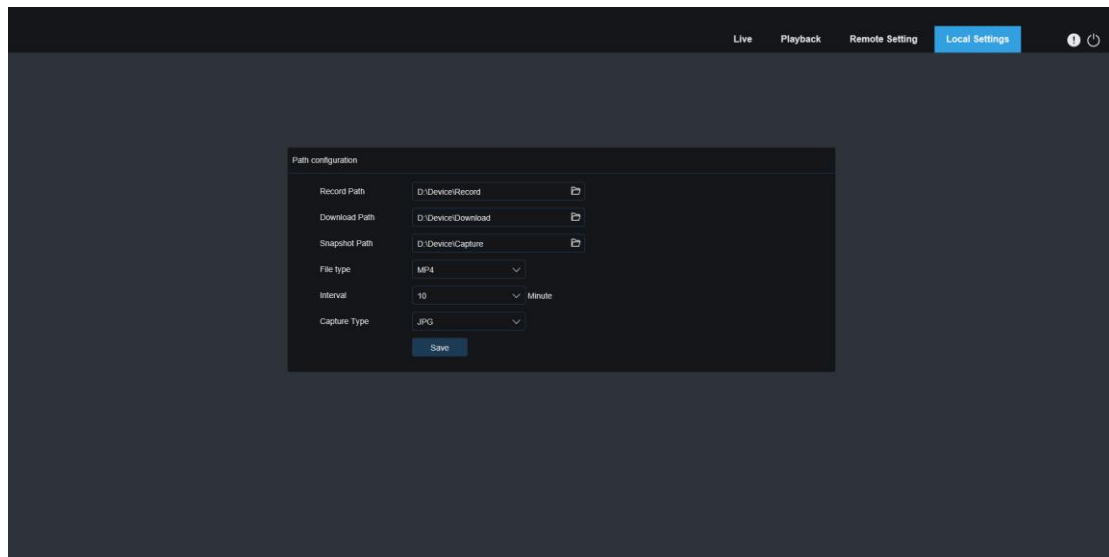 Live Playback Remote Setting Local Settings
Path configuration
Record Path D:\Device\Record
Download Path D:\Device\Download
Snapshot Path D:\Device\Capture
File type MP4
Interval 10 Minute
Capture Type JPG
Save